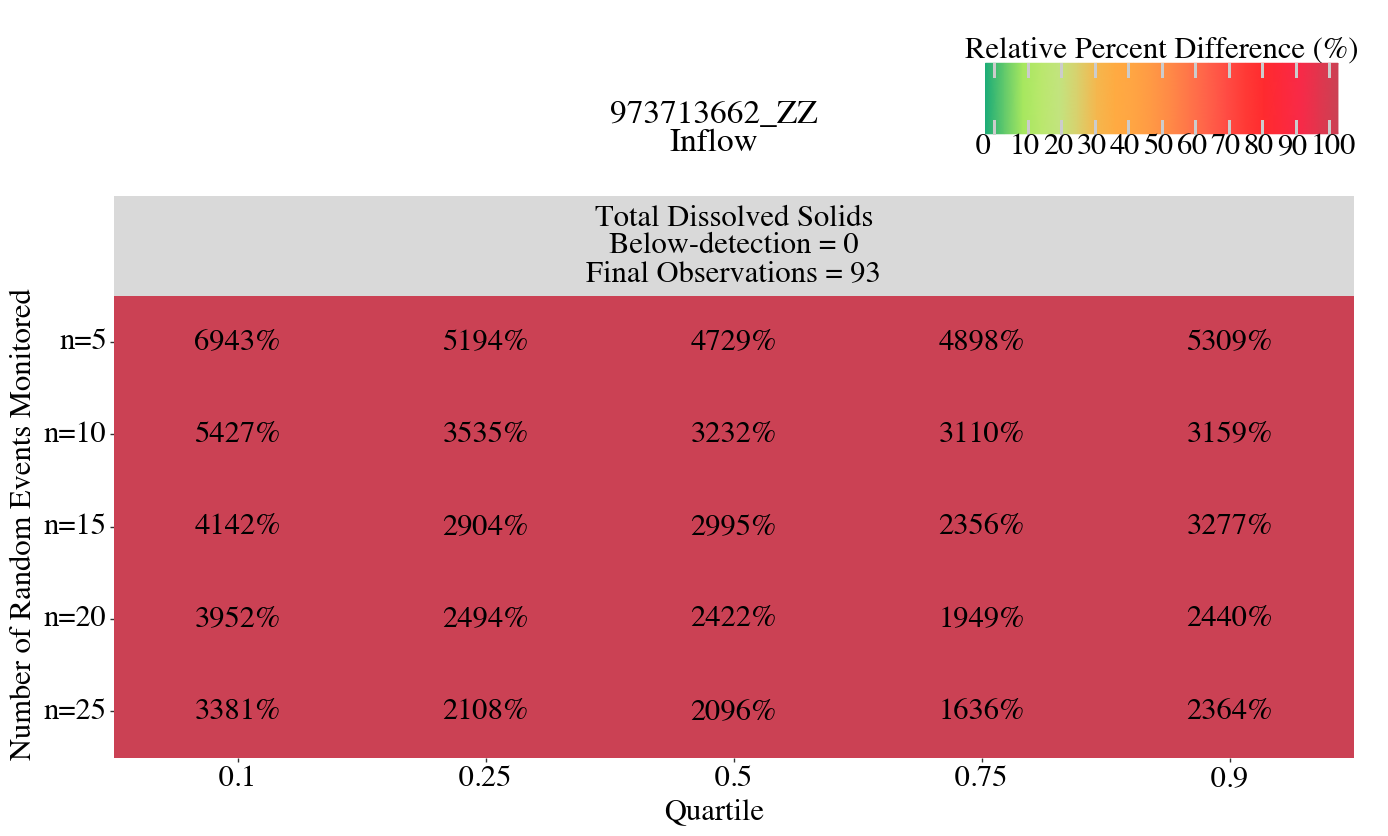 Relative Percent Difference (%)
0 10 20 30 40 50 60 70 80 90 100
973713662_ZZ
Inflow
Total Dissolved Solids
Below-detection = 0
Final Observations = 93
Number of Random Events Monitored
n=5 6943% 5194% 4729% 4898% 5309%
n=10 5427% 3535% 3232% 3110% 3159%
n=15 4142% 2904% 2995% 2356% 3277%
n=20 3952% 2494% 2422% 1949% 2440%
n=25 3381% 2108% 2096% 1636% 2364%
0.1 0.25 0.5 0.75 0.9
Quartile